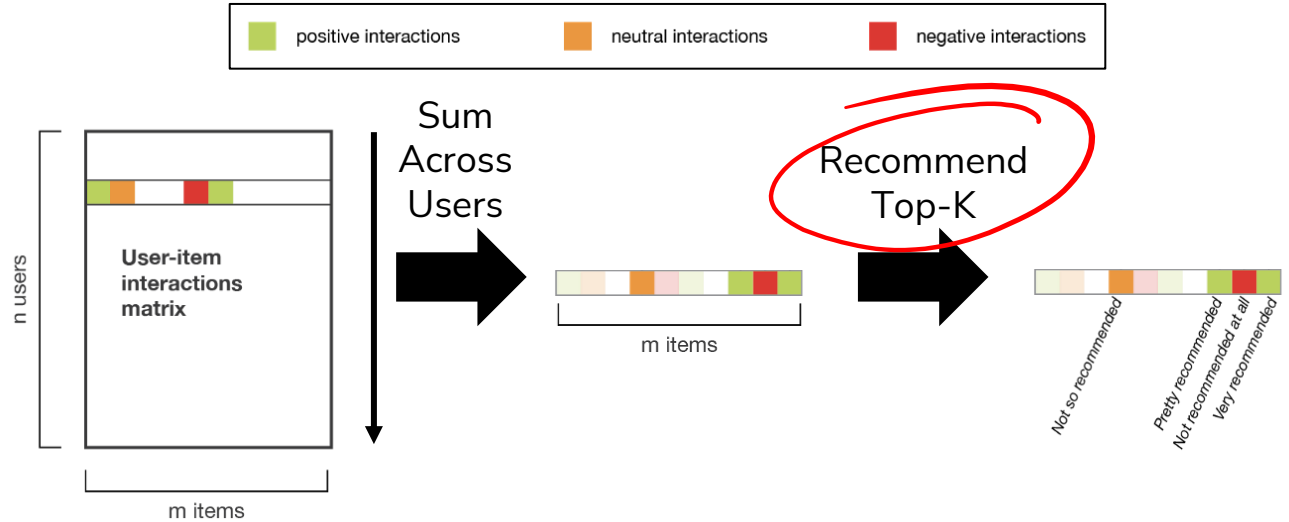 positive interactions
neutral interactions
negative interactions
Sum
Across
Users
Recommend
Top-K
n users
User-item
interactions
matrix
m items
m items
Not so recommended
Pretty recommended
Not recommended at all
Very recommended